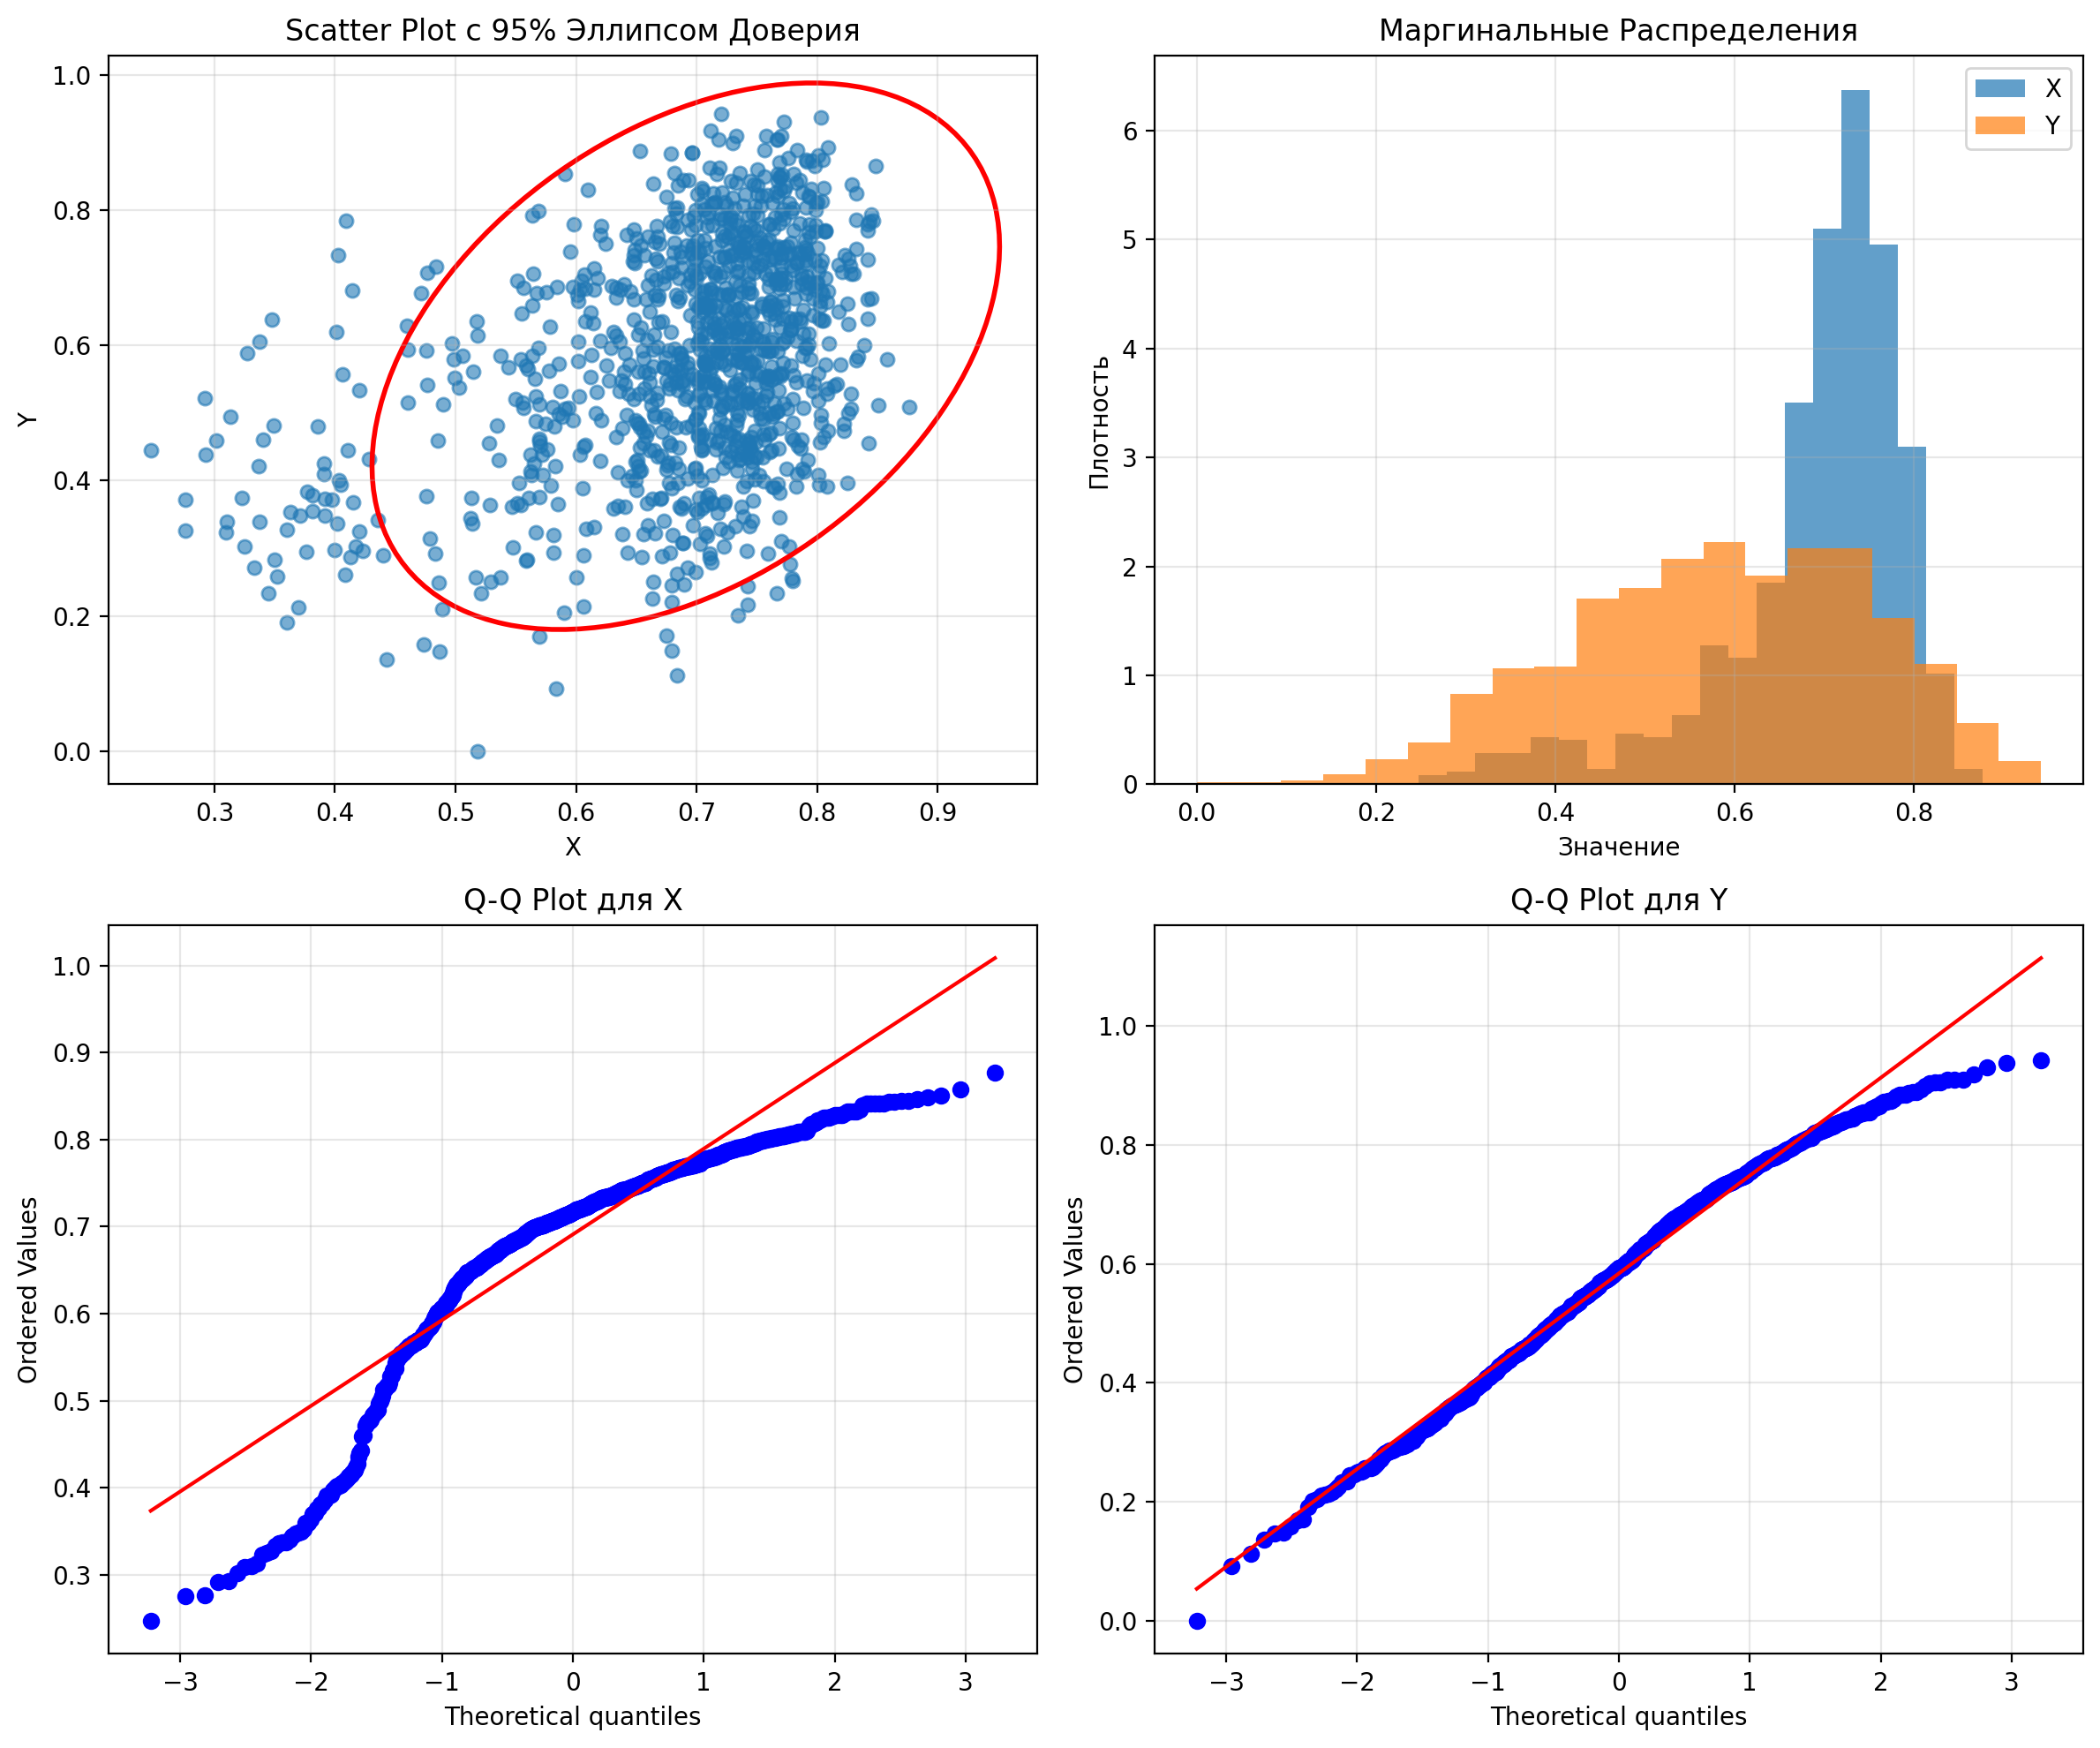 Scatter Plot с 95% Эллипсом Доверия
1.0
0.8
0.6
0.4
0.2
0.0
Y
0.3 0.4 0.5 0.6 0.7 0.8 0.9
X
Маргинальные Распределения
X
Y
6
5
4
3
2
1
0
Плотность
0.0 0.2 0.4 0.6 0.8
Значение
Q-Q Plot для X
1.0
0.9
0.8
0.7
0.6
0.5
0.4
0.3
Ordered Values
−3 −2 −1 0 1 2 3
Theoretical quantiles
Q-Q Plot для Y
1.0
0.8
0.6
0.4
0.2
0.0
Ordered Values
−3 −2 −1 0 1 2 3
Theoretical quantiles